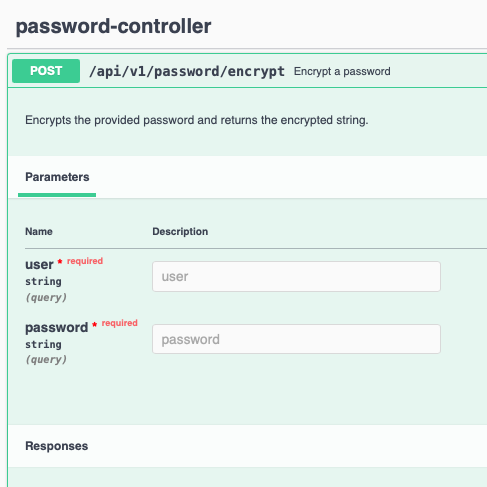 password-controller
POST /api/v1/password/encrypt Encrypt a password
Encrypts the provided password and returns the encrypted string.
Parameters
Name Description
user * required
string
(query)
user
password * required
string
(query)
password
Responses